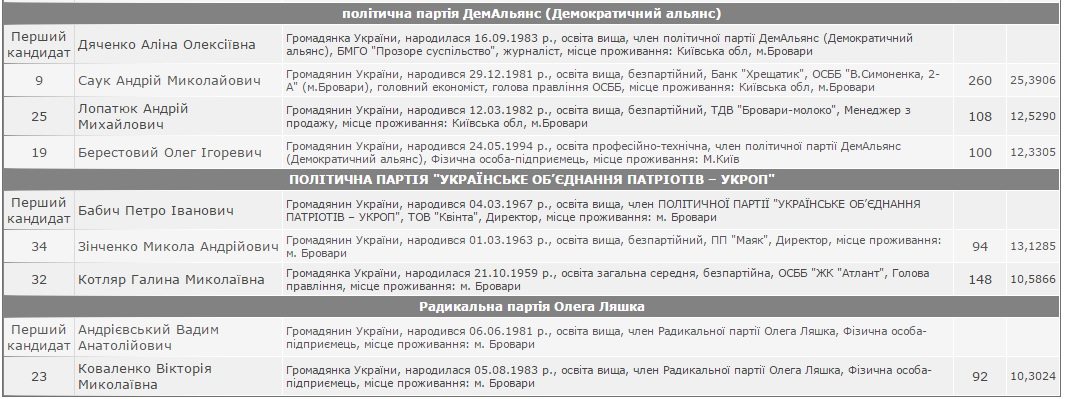 політична партія ДемАльянс (Демократичний альянс)
Перший кандидат Дяченко Аліна Олексіївна Громадянка України, народилася 16.09.1983 р., освіта вища, член політичної партії ДемАльянс (Демократичний
альянс), БМГО "Прозоре суспільство", журналіст, місце проживання: Київська обл, м.Бровари
9 Саук Андрій Миколайович Громадянин України, народився 29.12.1981 р., освіта вища, безпартійний, Банк "Хрещатик", ОСББ "В.Симоненка, 2-
А" (м.Бровари), головний економіст, голова правління ОСББ, місце проживання: Київська обл, м.Бровари 260 25,3906
25 Лопатюк Андрій
Михайлович Громадянин України, народився 12.03.1982 р., освіта вища, безпартійний, ТДВ "Бровари-молоко", Менеджер з
продажу, місце проживання: Київська обл, м.Бровари 108 12,5290
19 Берестовий Олег Ігоревич Громадянин України, народився 24.05.1994 р., освіта професійно-технічна, член політичної партії ДемАльянс
(Демократичний альянс), Фізична особа-підприємець, місце проживання: М.Київ 100 12,3305
ПОЛІТИЧНА ПАРТІЯ "УКРАЇНСЬКЕ ОБ’ЄДНАННЯ ПАТРІОТІВ – УКРОП"
Перший кандидат Бабич Петро Іванович Громадянин України, народився 04.03.1967 р., освіта вища, член ПОЛІТИЧНОЇ ПАРТІЇ "УКРАЇНСЬКЕ ОБ’ЄДНАННЯ
ПАТРІОТІВ – УКРОП", ТОВ "Квінта", Директор, місце проживання: м. Бровари
34 Зінченко Микола Андрійович Громадянин України, народився 01.03.1963 р., освіта вища, безпартійний, ПП "Маяк", Директор, місце проживання:
м. Бровари 94 13,1285
32 Котляр Галина Миколаївна Громадянка України, народилася 21.10.1959 р., освіта загальна середня, безпартійна, ОСББ "ЖК "Атлант", Голова
правління, місце проживання: м. Бровари 148 10,5866
Радикальна партія Олега Ляшка
Перший кандидат Андрієвський Вадим
Анатолійович Громадянин України, народився 06.06.1981 р., освіта вища, член Радикальної партії Олега Ляшка, Фізична особа-
підприємець, місце проживання: м. Бровари
23 Коваленко Вікторія
Миколаївна Громадянка України, народився 05.08.1983 р., освіта вища, член Радикальної партії Олега Ляшка, Фізична особа-
підприємець, місце проживання: м. Бровари 92 10,3024